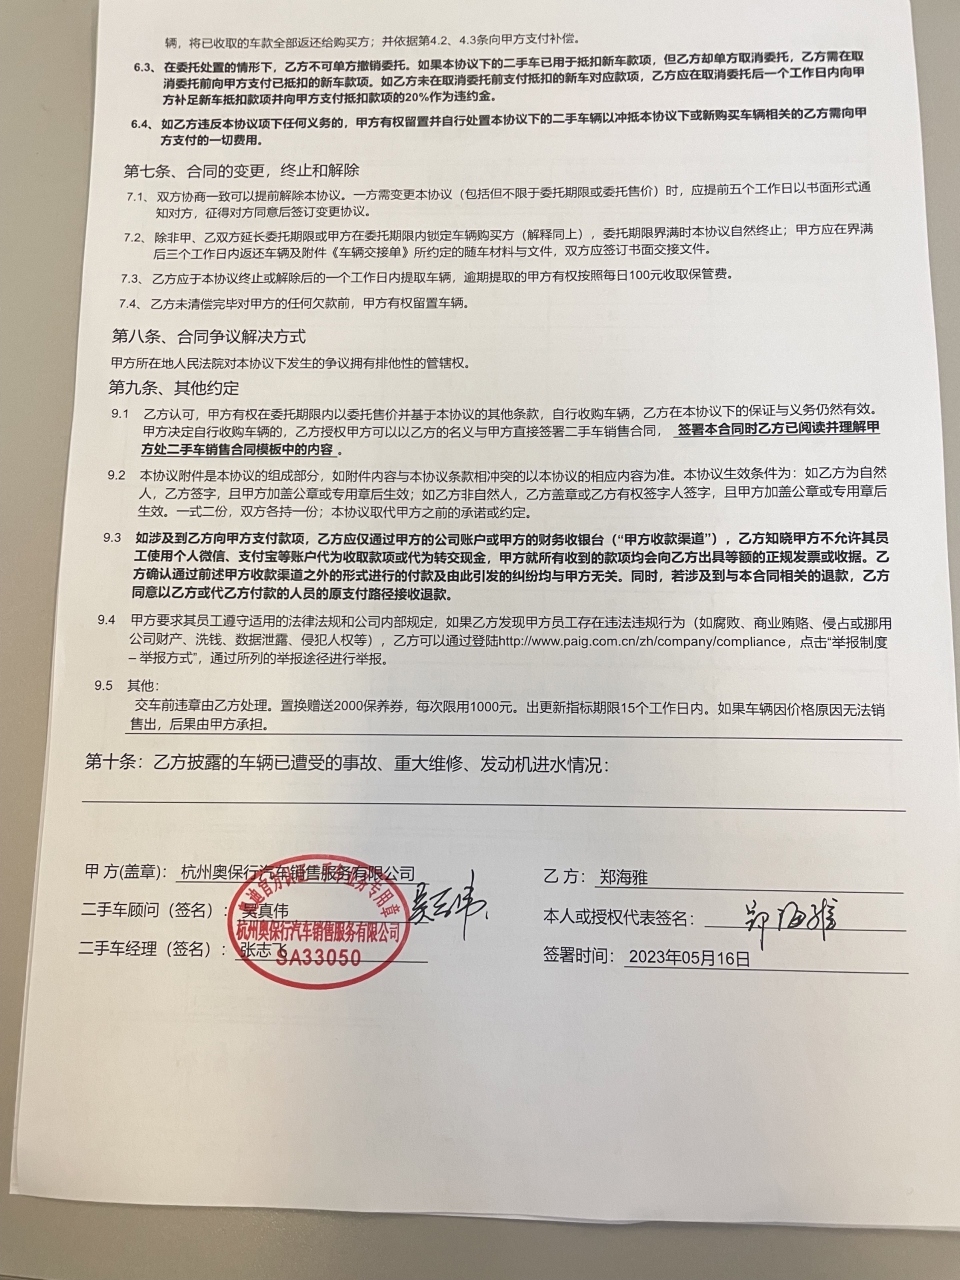 辆，将已收取的车款全部返还给购买方；并依据第4.2、4.3条向甲方支付补偿。
6.3、在委托处置的情形下，乙方不可单方撤销委托。如果本协议下的二手车已用于抵扣新车款项，但乙方却单方取消委托，乙方需在取
消委托前向甲方支付已抵扣的新车款项。如乙方未在取消委托前支付抵扣的新车对应款项，乙方应在取消委托后一个工作日内向甲
方补足新车抵扣款项并向甲方支付抵扣款项的20%作为违约金。
6.4、如乙方违反本协议项下任何义务的，甲方有权留置并自行处置本协议下的二手车以冲抵本协议下或新购买车辆相关的乙方需向甲
方支付的一切费用。
第七条、合同的变更，终止和解除
7.1、双方协商一致可以提前解除本协议。一方需变更本协议（包括但不限于委托期限或委托售价）时，应提前五个工作日以书面形式通
知对方，征得对方同意后签订变更协议。
7.2、除非甲、乙双方延长委托期限或甲方在委托期限内锁定车辆购买方（解释同上），委托期限界满时本协议自然终止；甲方应在界满
后三个工作日内返还车辆及附件《车辆交接单》所约定的随车材料与文件，双方应签订书面交接文件。
7.3、乙方应于本协议终止或解除后的一个工作日内提取车辆，逾期提取的甲方有权按照每日100元收取保管费。
7.4、乙方未清偿完毕对甲方的任何欠款前，甲方有权留置车辆。
第八条、合同争议解决方式
甲方所在地人民法院对本协议下发生的争议拥有排他性的管辖权。
第九条、其他约定
9.1 乙方认可，甲方有权在委托期限内以委托售价并基于本协议的其他条款，自行收购车辆，乙方在本协议下的保证与义务仍然有效。
甲方决定自行收购车辆的，乙方授权甲方可以以乙方的名义与甲方直接签署二手车销售合同，签署本合同时乙方已阅读并理解甲
方处二手车销售合同模板中的内容。
9.2 本协议附件是本协议的组成部分，如附件内容与本协议条款相冲突的以本协议的相应内容为准。本协议生效条件为：如乙方为自然
人，乙方签字，且甲方加盖公章或专用章后生效；如乙方非自然人，乙方盖章或乙方有权签字人签字，且甲方加盖公章或专用章后
生效。一式二份，双方各持一份；本协议取代甲方之前的承诺或约定。
9.3 如涉及到乙方向甲方支付款项，乙方应仅通过甲方的公司账户或甲方的财务收银台（“甲方收款渠道”），乙方知晓甲方不允许其员
工使用个人微信、支付宝等账户代为收取款项或代为转交现金，甲方就所有收到的款项均会向乙方出具等额的正规发票或收据。乙
方确认通过前述甲方收款渠道之外的形式进行的付款及由此引发的纠纷均与甲方无关。同时，若涉及到与本合同相关的退款，乙方
同意以乙方或代乙方付款的人员的原支付路径接收退款。
9.4 甲方要求其员工遵守适用的法律法规和公司内部规定，如果乙方发现甲方员工存在违法违规行为（如腐败、商业贿赂、侵占或挪用
公司财产、洗钱、数据泄露、侵犯人权等），乙方可以通过登陆http://www.paig.com.cn/zh/company/compliance，点击“举报制度
– 举报方式”，通过所列的举报途径进行举报。
9.5 其他：
交车前违章由乙方处理。置换赠送2000保养券，每次限用1000元。出更新指标期限15个工作日内。如果车辆因价格原因无法销
售出，后果由甲方承担。
第十条：乙方披露的车辆已遭受的事故、重大维修、发动机进水情况：
甲 方(盖章)： 杭州奥保行汽车销售服务有限公司
乙 方： 郑海雅
二手车顾问（签名）： 吴真伟 吴真伟
本人或授权代表签名： 郑海雅
二手车经理（签名）： 张志飞
签署时间： 2023年05月16日
杭州奥保行汽车销售服务有限公司
SA33050